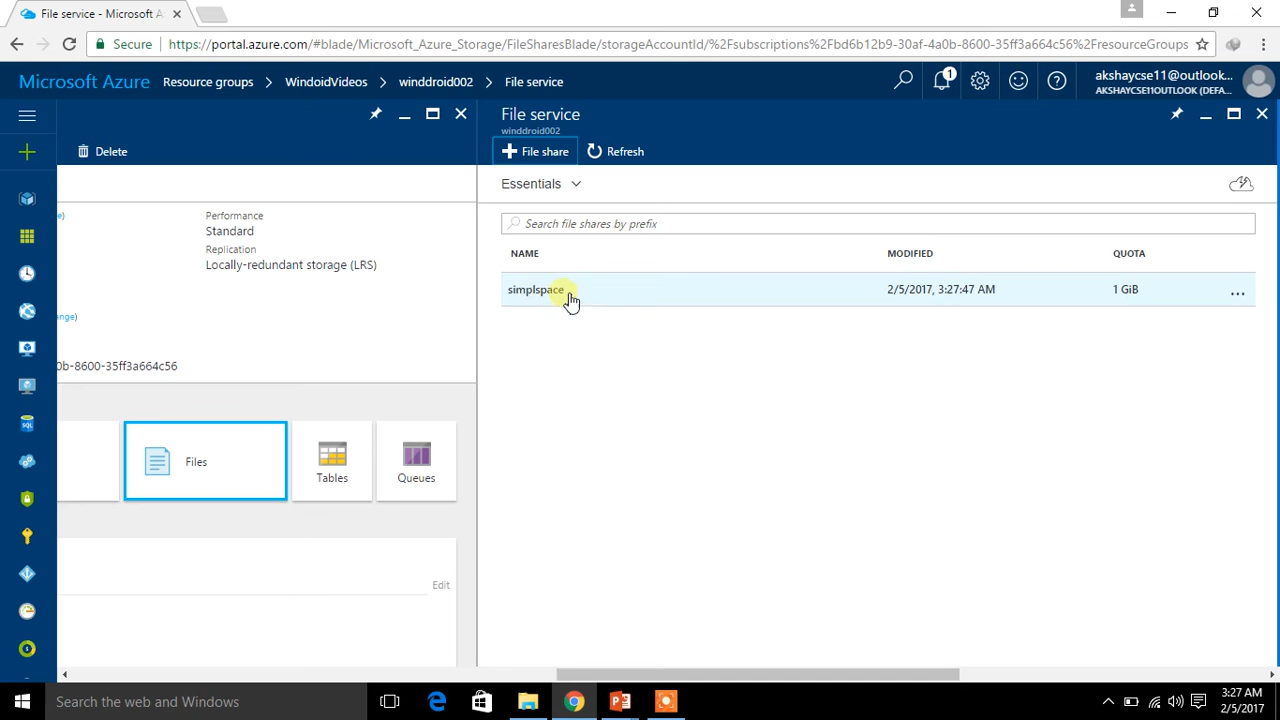 File service - Microsoft A
Secure
https://portal.azure.com/#blade/Microsoft_Azure_Storage/FileSharesBlade/storageAccountId/%2Fsubscriptions%2Fbd6b12b9-30af-4a0b-8600-35ff3a664c56%2FresourceGroups
Microsoft Azure
Resource groups > WindoidVideos > winddroid002 > File service
1
akshaycse11@outlook...
AKSHAYCSE11OUTLOOK (DEFA...
Delete
File service
winddroid002
File share
Refresh
Essentials
Search file shares by prefix
NAME
MODIFIED
QUOTA
simplspace
2/5/2017, 3:27:47 AM
1 GiB
...
e)
Performance
Standard
Replication
Locally-redundant storage (LRS)
ange)
0b-8600-35ff3a664c56
Files
Tables
Queues
SQL
Edit
Search the web and Windows
3:27 AM
2/5/2017